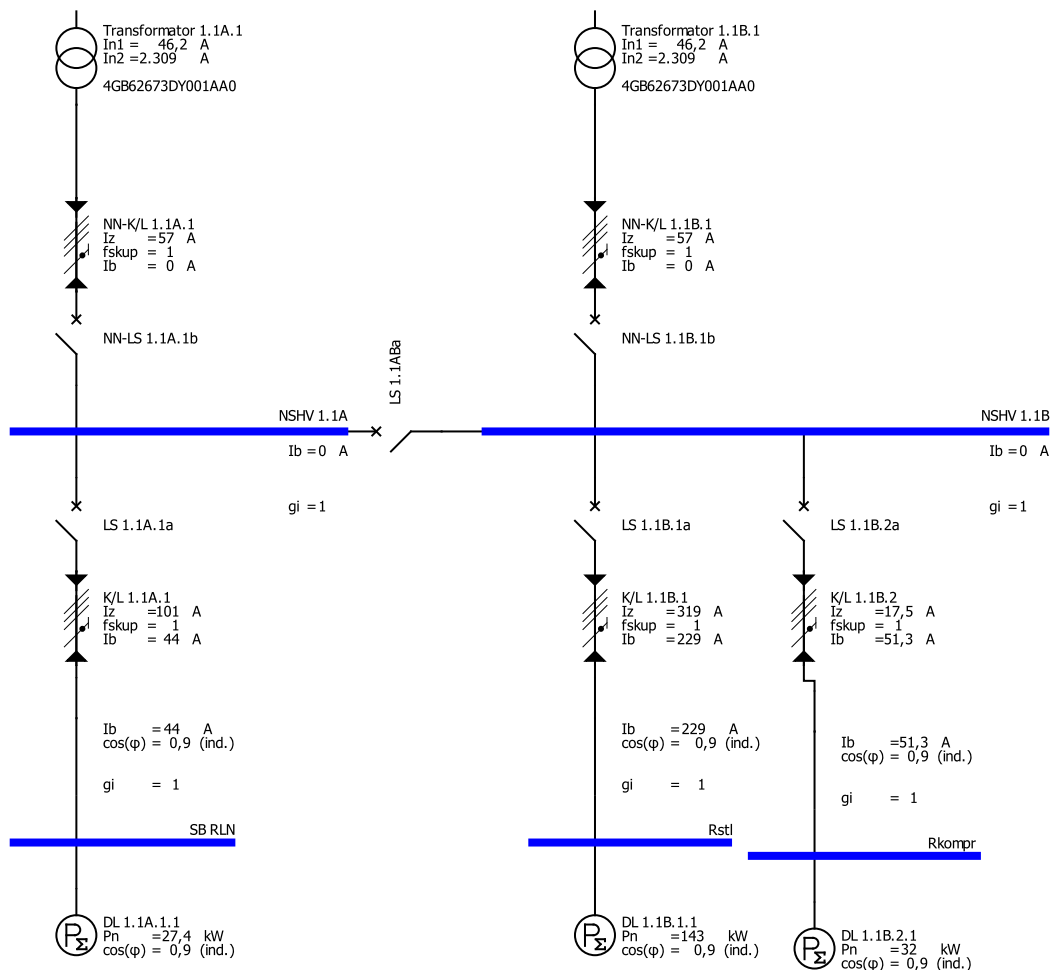 Transformator 1.1A.1
In1 = 46,2 A
In2 =2.309 A
4GB62673DY001AA0
Transformator 1.1B.1
In1 = 46,2 A
In2 =2.309 A
4GB62673DY001AA0
NN-K/L 1.1A.1
Iz =57 A
fskup = 1
Ib = 0 A
NN-K/L 1.1B.1
Iz =57 A
fskup = 1
Ib = 0 A
NN-LS 1.1A.1b
LS 1.1ABa
NN-LS 1.1B.1b
NSHV 1.1A
Ib =0 A
gi =1
NSHV 1.1B
Ib =0 A
gi =1
LS 1.1A.1a
LS 1.1B.1a
LS 1.1B.2a
K/L 1.1A.1
Iz =101 A
fskup = 1
Ib = 44 A
K/L 1.1B.1
Iz =319 A
fskup = 1
Ib =229 A
K/L 1.1B.2
Iz =17,5 A
fskup = 1
Ib =51,3 A
Ib =44 A
cos(φ) = 0,9 (ind.)
gi = 1
Ib =229 A
cos(φ) = 0,9 (ind.)
gi = 1
Ib =51,3 A
cos(φ) = 0,9 (ind.)
gi = 1
SB RLN
Rstl
Rkompr
PΣ
DL 1.1A.1.1
Pn =27,4 kW
cos(φ) = 0,9 (ind.)
PΣ
DL 1.1B.1.1
Pn =143 kW
cos(φ) = 0,9 (ind.)
PΣ
DL 1.1B.2.1
Pn =32 kW
cos(φ) = 0,9 (ind.)